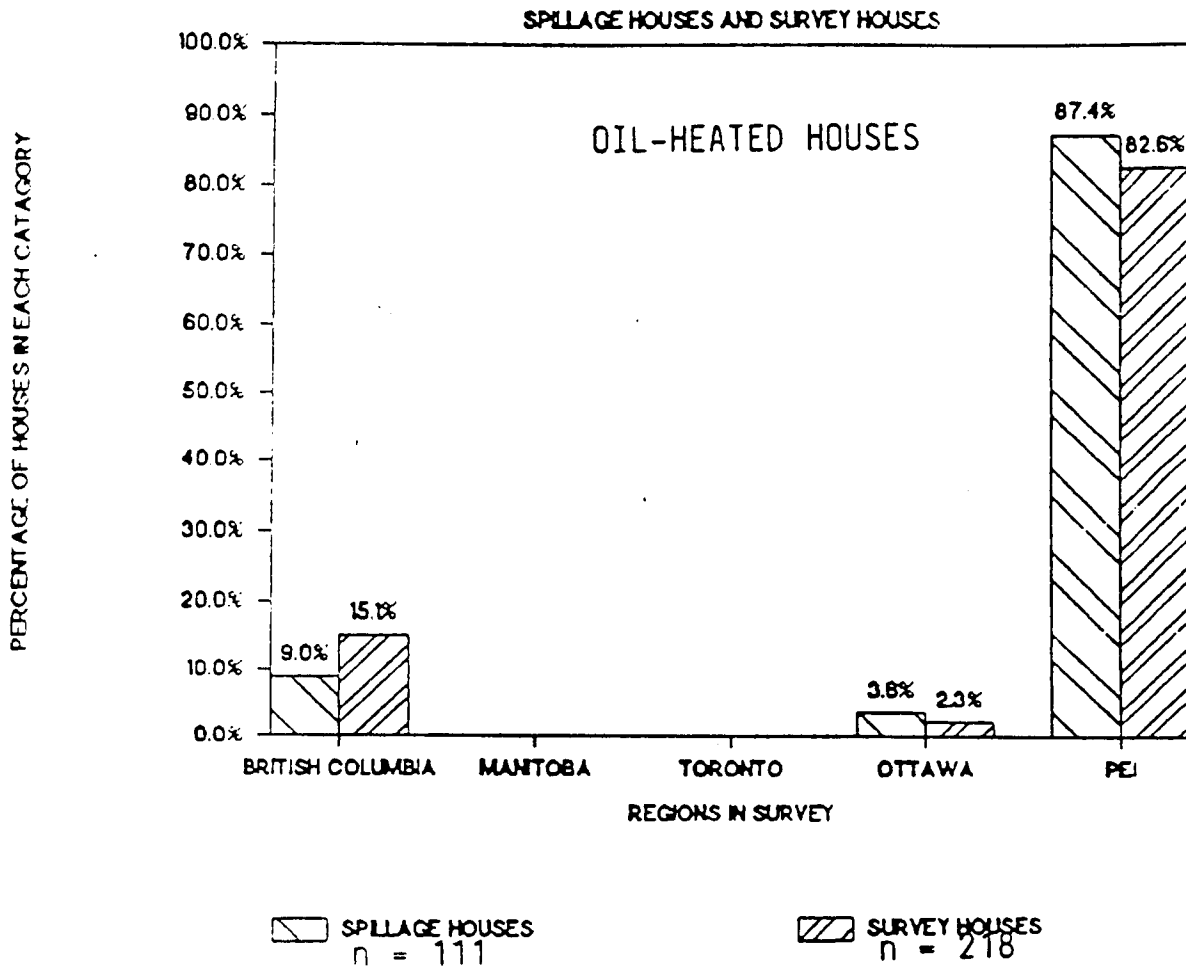 SPILLAGE HOUSES AND SURVEY HOUSES
OIL-HEATED HOUSES
PERCENTAGE OF HOUSES IN EACH CATAGORY
100.0%
90.0%
80.0%
70.0%
60.0%
50.0%
40.0%
30.0%
20.0%
10.0%
0.0%
9.0%
15.1%
3.8%
2.3%
87.4%
82.6%
BRITISH COLUMBIA MANITOBA TORONTO OTTAWA PEI
REGIONS IN SURVEY
SPILLAGE HOUSES
n = 111
SURVEY HOUSES
n = 218